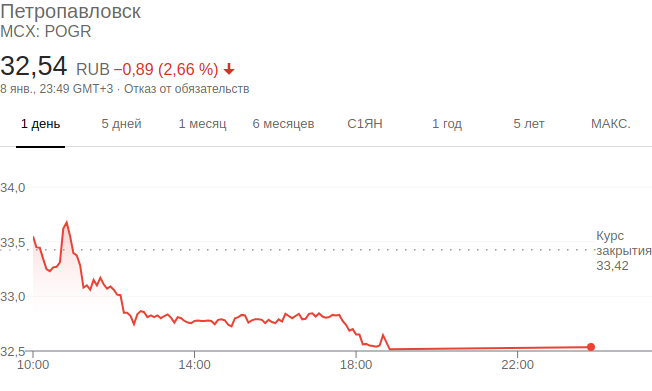 Петропавловск
MCX: POGR
32,54 RUB −0,89 (2,66 %)
8 янв., 23:49 GMT+3 · Отказ от обязательств
1 день 5 дней 1 месяц 6 месяцев С1ЯН 1 год 5 лет МАКС.
34,0
33,5
33,0
32,5
Курс
закрытия
33,42
10:00 14:00 18:00 22:00